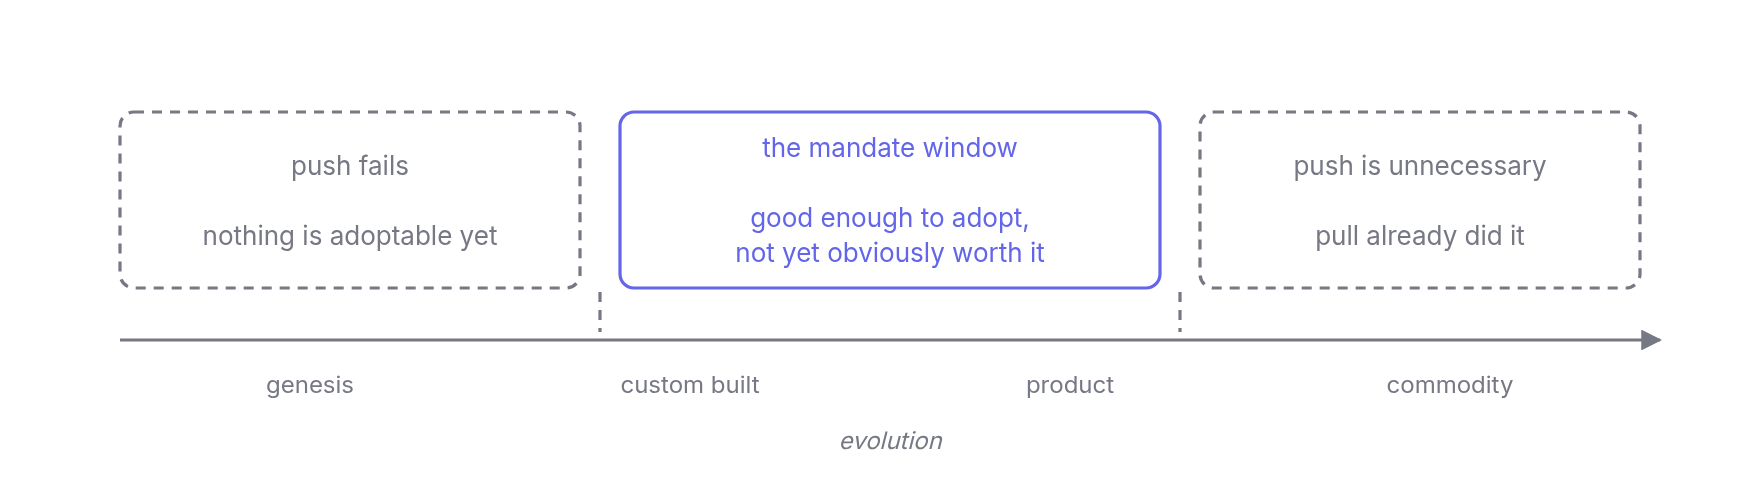 push fails
nothing is adoptable yet
the mandate window
good enough to adopt,
not yet obviously worth it
push is unnecessary
pull already did it
genesis
custom built
product
commodity
evolution